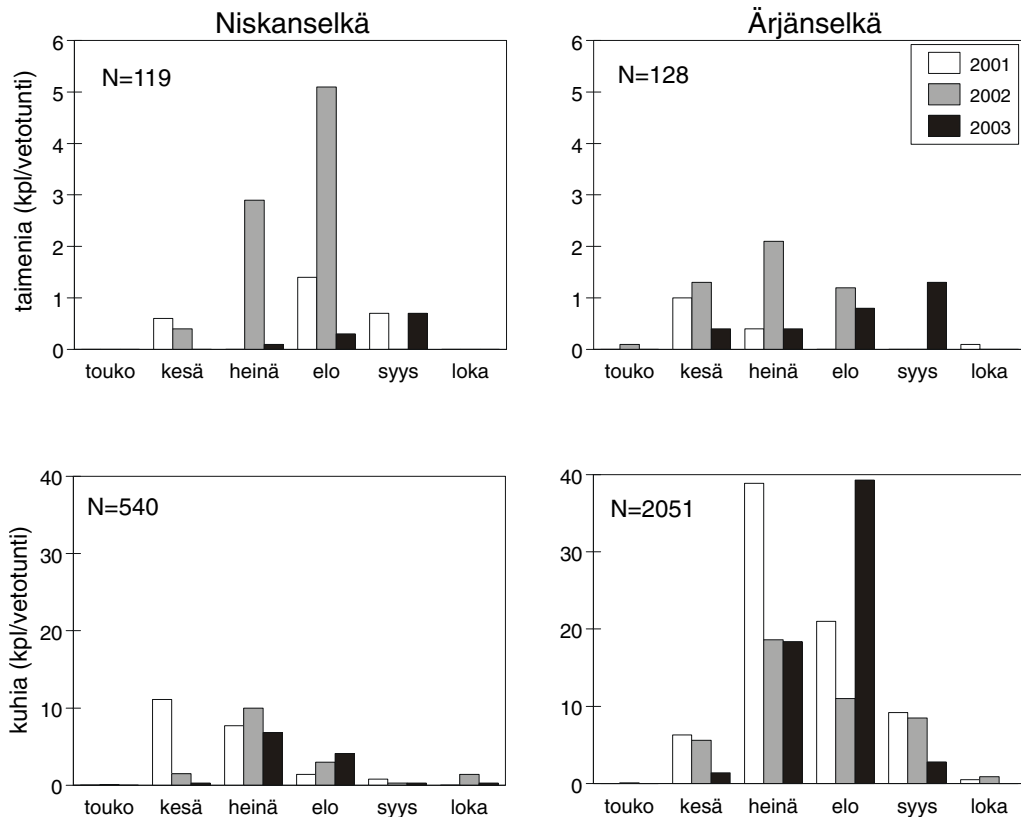 Niskanselkä
taimenia (kpl/vetotunti)
6
5
4
3
2
1
0
N=119
touko kesä heinä elo syys loka
Ärjänselkä
6
5
4
3
2
1
0
N=128
2001
2002
2003
touko kesä heinä elo syys loka
kuhia (kpl/vetotunti)
40
30
20
10
0
N=540
touko kesä heinä elo syys loka
40
30
20
10
0
N=2051
touko kesä heinä elo syys loka